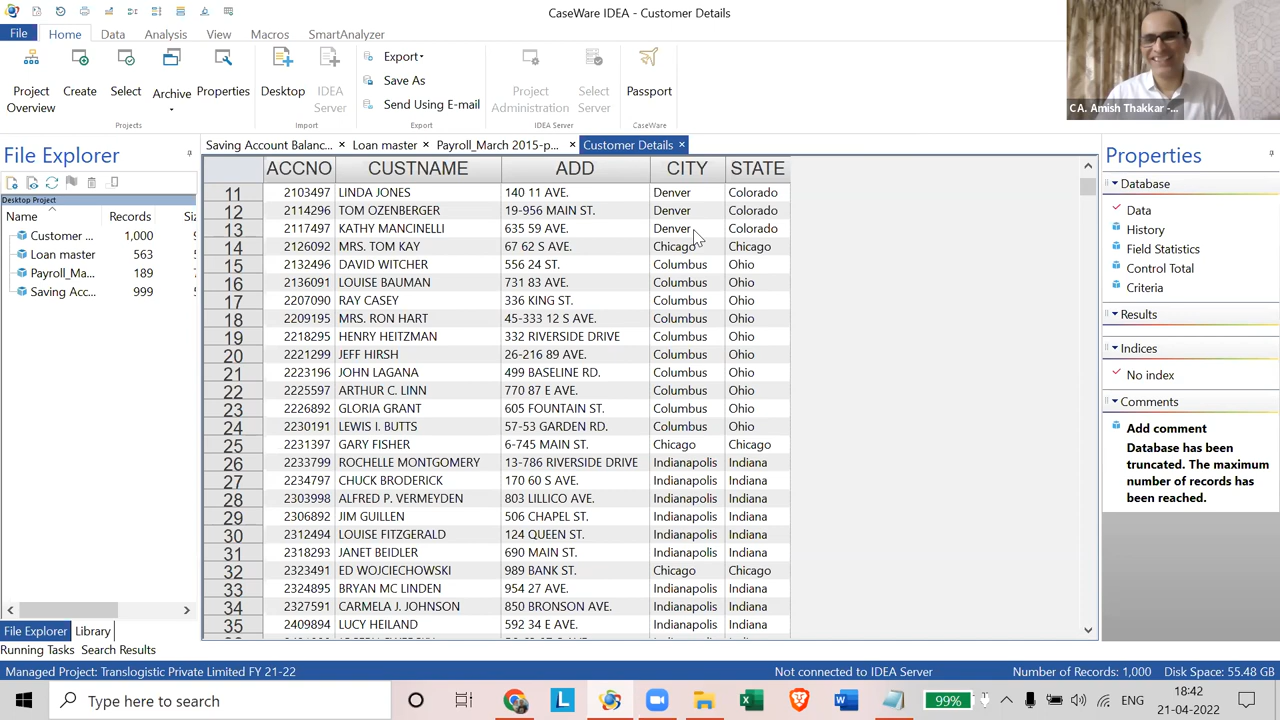 CaseWare IDEA - Customer Details
File Home Data Analysis View Macros SmartAnalyzer
Project Overview
Create
Select
Archive
Properties
Projects
Desktop
IDEA Server
Import
Export
Save As
Send Using E-mail
Export
Project Administration
Select Server
IDEA Server
Passport
CaseWare
CA. Amish Thakkar -...
File Explorer
Desktop Project
Name Records Siz
Customer ... 1,000
Loan master 563
Payroll_Ma... 189
Saving Acc... 999
File Explorer Library
Saving Account Balanc... × Loan master × Payroll_March 2015-p... × Customer Details ×
ACCNO CUSTNAME ADD CITY STATE
11 2103497 LINDA JONES 140 11 AVE. Denver Colorado
12 2114296 TOM OZENBERGER 19-956 MAIN ST. Denver Colorado
13 2117497 KATHY MANCINELLI 635 59 AVE. Denver Colorado
14 2126092 MRS. TOM KAY 67 62 S AVE. Chicago Chicago
15 2132496 DAVID WITCHER 556 24 ST. Columbus Ohio
16 2136091 LOUISE BAUMAN 731 83 AVE. Columbus Ohio
17 2207090 RAY CASEY 336 KING ST. Columbus Ohio
18 2209195 MRS. RON HART 45-333 12 S AVE. Columbus Ohio
19 2218295 HENRY HEITZMAN 332 RIVERSIDE DRIVE Columbus Ohio
20 2221299 JEFF HIRSH 26-216 89 AVE. Columbus Ohio
21 2223196 JOHN LAGANA 499 BASELINE RD. Columbus Ohio
22 2225597 ARTHUR C. LINN 770 87 E AVE. Columbus Ohio
23 2226892 GLORIA GRANT 605 FOUNTAIN ST. Columbus Ohio
24 2230191 LEWIS I. BUTTS 57-53 GARDEN RD. Columbus Ohio
25 2231397 GARY FISHER 6-745 MAIN ST. Chicago Chicago
26 2233799 ROCHELLE MONTGOMERY 13-786 RIVERSIDE DRIVE Indianapolis Indiana
27 2234797 CHUCK BRODERICK 170 60 S AVE. Indianapolis Indiana
28 2303998 ALFRED P. VERMEYDEN 803 LILLICO AVE. Indianapolis Indiana
29 2306892 JIM GUILLEN 506 CHAPEL ST. Indianapolis Indiana
30 2312494 LOUISE FITZGERALD 124 QUEEN ST. Indianapolis Indiana
31 2318293 JANET BEIDLER 690 MAIN ST. Indianapolis Indiana
32 2323491 ED WOJCIECHOWSKI 989 BANK ST. Chicago Chicago
33 2324895 BRYAN MC LINDEN 954 27 AVE. Indianapolis Indiana
34 2327591 CARMELA J. JOHNSON 850 BRONSON AVE. Indianapolis Indiana
35 2409894 LUCY HEILAND 592 34 E AVE. Indianapolis Indiana
Properties
Database
Data
History
Field Statistics
Control Total
Criteria
Results
Indices
No index
Comments
Add comment
Database has been
truncated. The maximum
number of records has
been reached.
Running Tasks Search Results
Managed Project: Translogistic Private Limited FY 21-22 Not connected to IDEA Server Number of Records: 1,000 Disk Space: 55.48 GB
Type here to search 99% ENG 18:42
21-04-2022